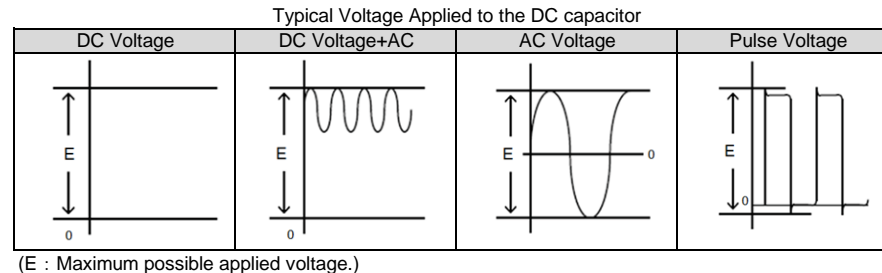 Typical Voltage Applied to the DC capacitor
DC Voltage DC Voltage+AC AC Voltage Pulse Voltage
E E E E
0 0 0 0
(E：Maximum possible applied voltage.)